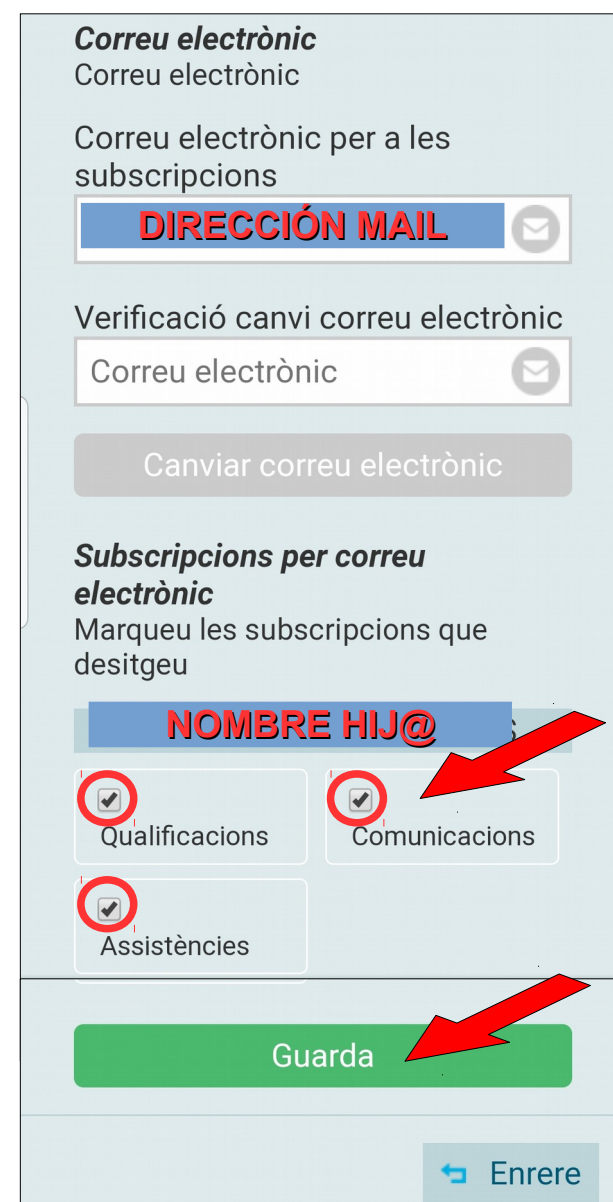 Correu electrònic
Correu electrònic
Correu electrònic per a les
subscripcions
DIRECCIÓN MAIL
Verificació canvi correu electrònic
Correu electrònic
Canviar correu electrònic
Subscripcions per correu
electrònic
Marqueu les subscripcions que
desitgeu
NOMBRE HIJ@
Qualificacions
Comunicacions
Assistències
Guarda
Enrere